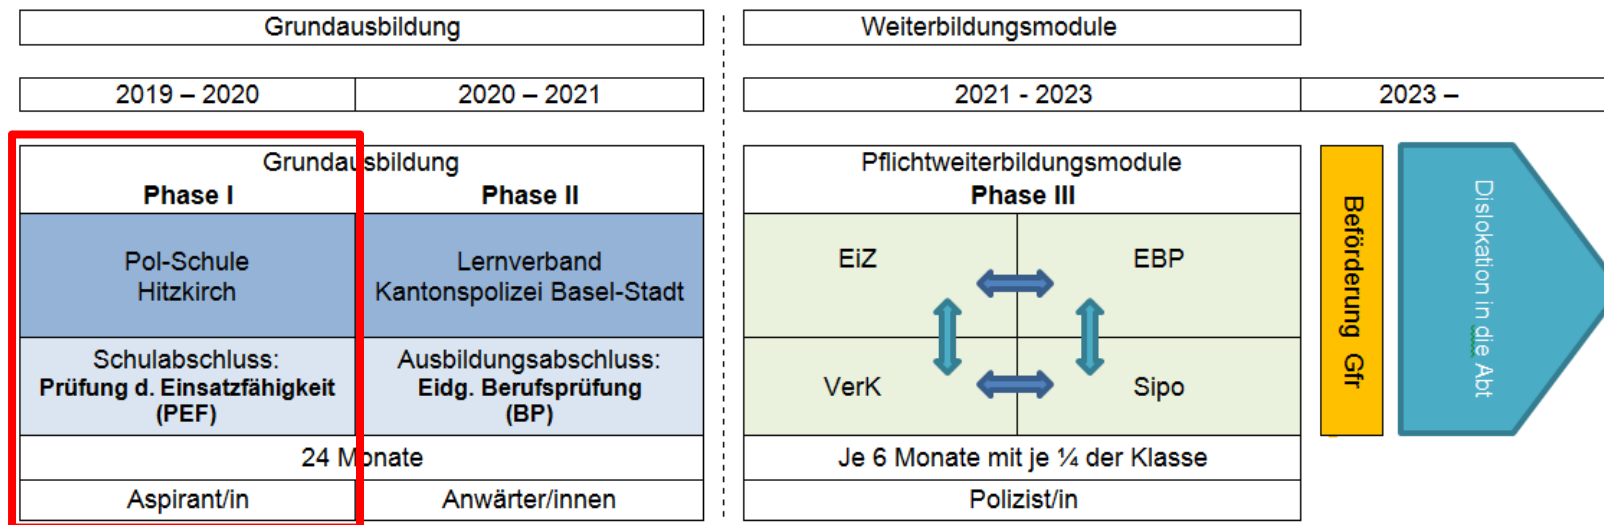 Grundausbildung
Weiterbildungsmodule
2019 – 2020
2020 – 2021
2021 - 2023
2023 –
Grundausbildung
Phase I
Phase II
Pol-Schule
Hitzkirch
Lernverband
Kantonspolizei Basel-Stadt
Schulabschluss:
Prüfung d. Einsatzfähigkeit
(PEF)
Ausbildungsabschluss:
Eidg. Berufsprüfung
(BP)
24 Monate
Aspirant/in
Anwärter/innen
Pflichtweiterbildungsmodule
Phase III
EiZ
EBP
VerK
Sipo
Je 6 Monate mit je ¼ der Klasse
Polizist/in
Beförderung Gfr
Dislokation in die Abt